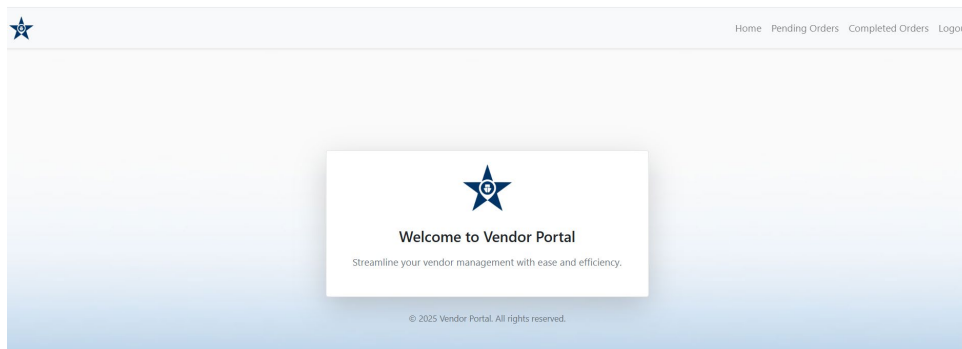 Home Pending Orders Completed Orders Logou
Welcome to Vendor Portal
Streamline your vendor management with ease and efficiency.
© 2025 Vendor Portal. All rights reserved.